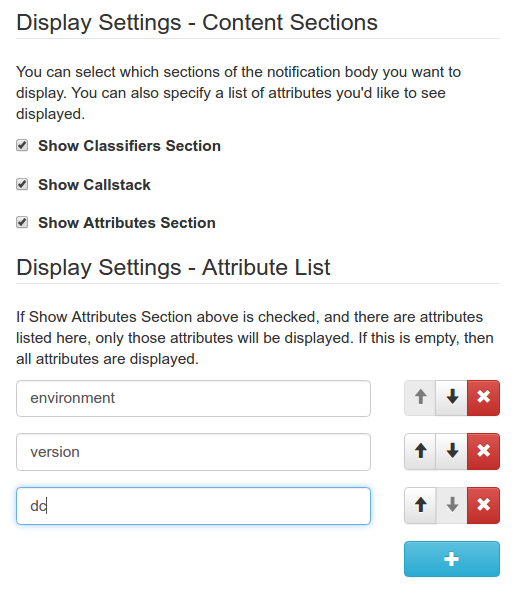 Display Settings - Content Sections
You can select which sections of the notification body you want to
display. You can also specify a list of attributes you'd like to see
displayed.
Show Classifiers Section
Show Callstack
Show Attributes Section
Display Settings - Attribute List
If Show Attributes Section above is checked, and there are attributes
listed here, only those attributes will be displayed. If this is empty, then
all attributes are displayed.
environment
version
dc